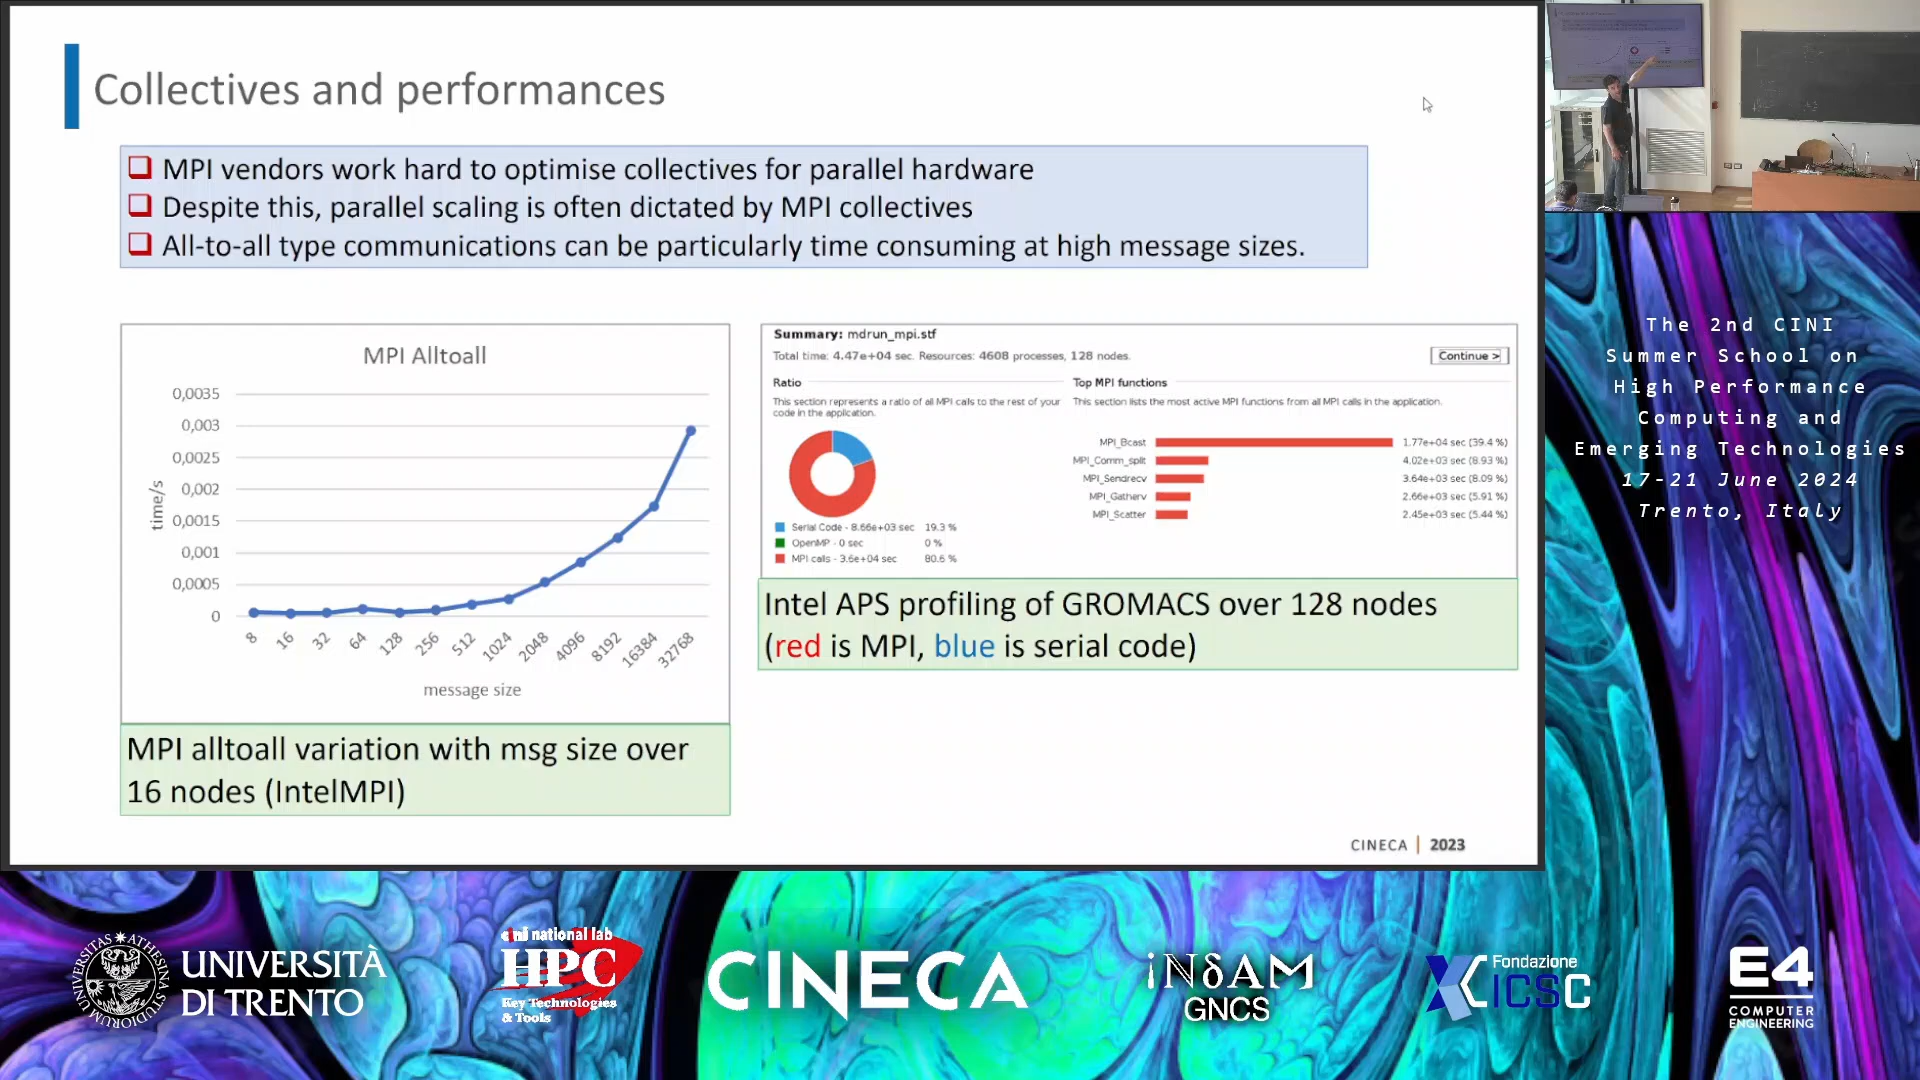 Collectives and performances
MPI vendors work hard to optimise collectives for parallel hardware
Despite this, parallel scaling is often dictated by MPI collectives
All-to-all type communications can be particularly time consuming at high message sizes.
MPI Alltoall
0,0035
0,003
0,0025
0,002
0,0015
0,001
0,0005
0
time/s
8
16
32
64
128
256
512
1024
2048
4096
8192
16384
32768
message size
MPI alltoall variation with msg size over
16 nodes (IntelMPI)
Summary: mdrun_mpi.stf
Total time: 4.47e+04 sec. Resources: 4608 processes, 128 nodes.
Continue >
Ratio
This section represents a ratio of all MPI calls to the rest of your
code in the application.
Serial Code - 8.66e+03 sec 19.3 %
OpenMP - 0 sec 0 %
MPI calls - 3.6e+04 sec 80.6 %
Top MPI functions
This section lists the most active MPI functions from all MPI calls in the application.
MPI_Bcast 1.77e+04 sec (39.4 %)
MPI_Comm_split 4.02e+03 sec (8.93 %)
MPI_Sendrecv 3.64e+03 sec (8.09 %)
MPI_Gatherv 2.66e+03 sec (5.91 %)
MPI_Scatter 2.45e+03 sec (5.44 %)
Intel APS profiling of GROMACS over 128 nodes
(red is MPI, blue is serial code)
CINECA | 2023
The 2nd CINI
Summer School on
High Performance
Computing and
Emerging Technologies
17-21 June 2024
Trento, Italy
UNIVERSITÀ
DI TRENTO
cini national lab
HPC
Key Technologies
& Tools
CINECA
iNδAM
GNCS
Fondazione
ICSC
E4
COMPUTER
ENGINEERING